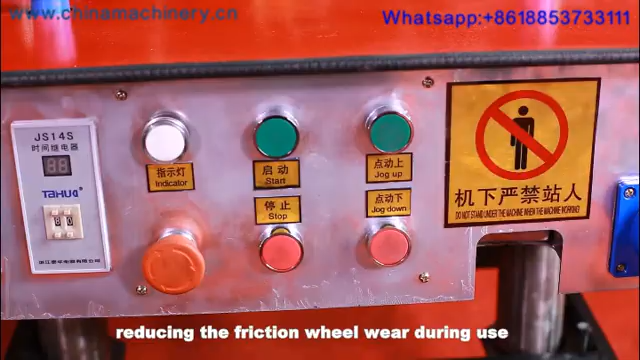 www.chinamachinery.cn
Whatsapp:+8618853733111
JS14S
时间继电器
88
TAHUA®
80
指示灯
Indicator
启 动
Start
停 止
Stop
点动上
Jog up
点动下
Jog down
机下严禁站人
DO NOT STAND UNDER THE MACHINE WHEN THE MACHINE WORKING
reducing the friction wheel wear during use